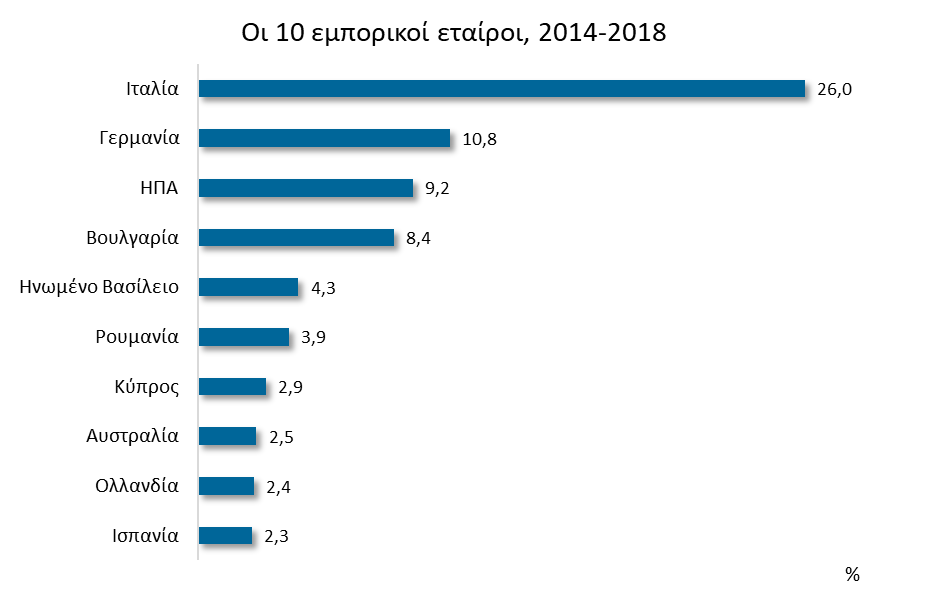 Οι 10 εμπορικοί εταίροι, 2014-2018
Ιταλία 26,0
Γερμανία 10,8
ΗΠΑ 9,2
Βουλγαρία 8,4
Ηνωμένο Βασίλειο 4,3
Ρουμανία 3,9
Κύπρος 2,9
Αυστραλία 2,5
Ολλανδία 2,4
Ισπανία 2,3
%